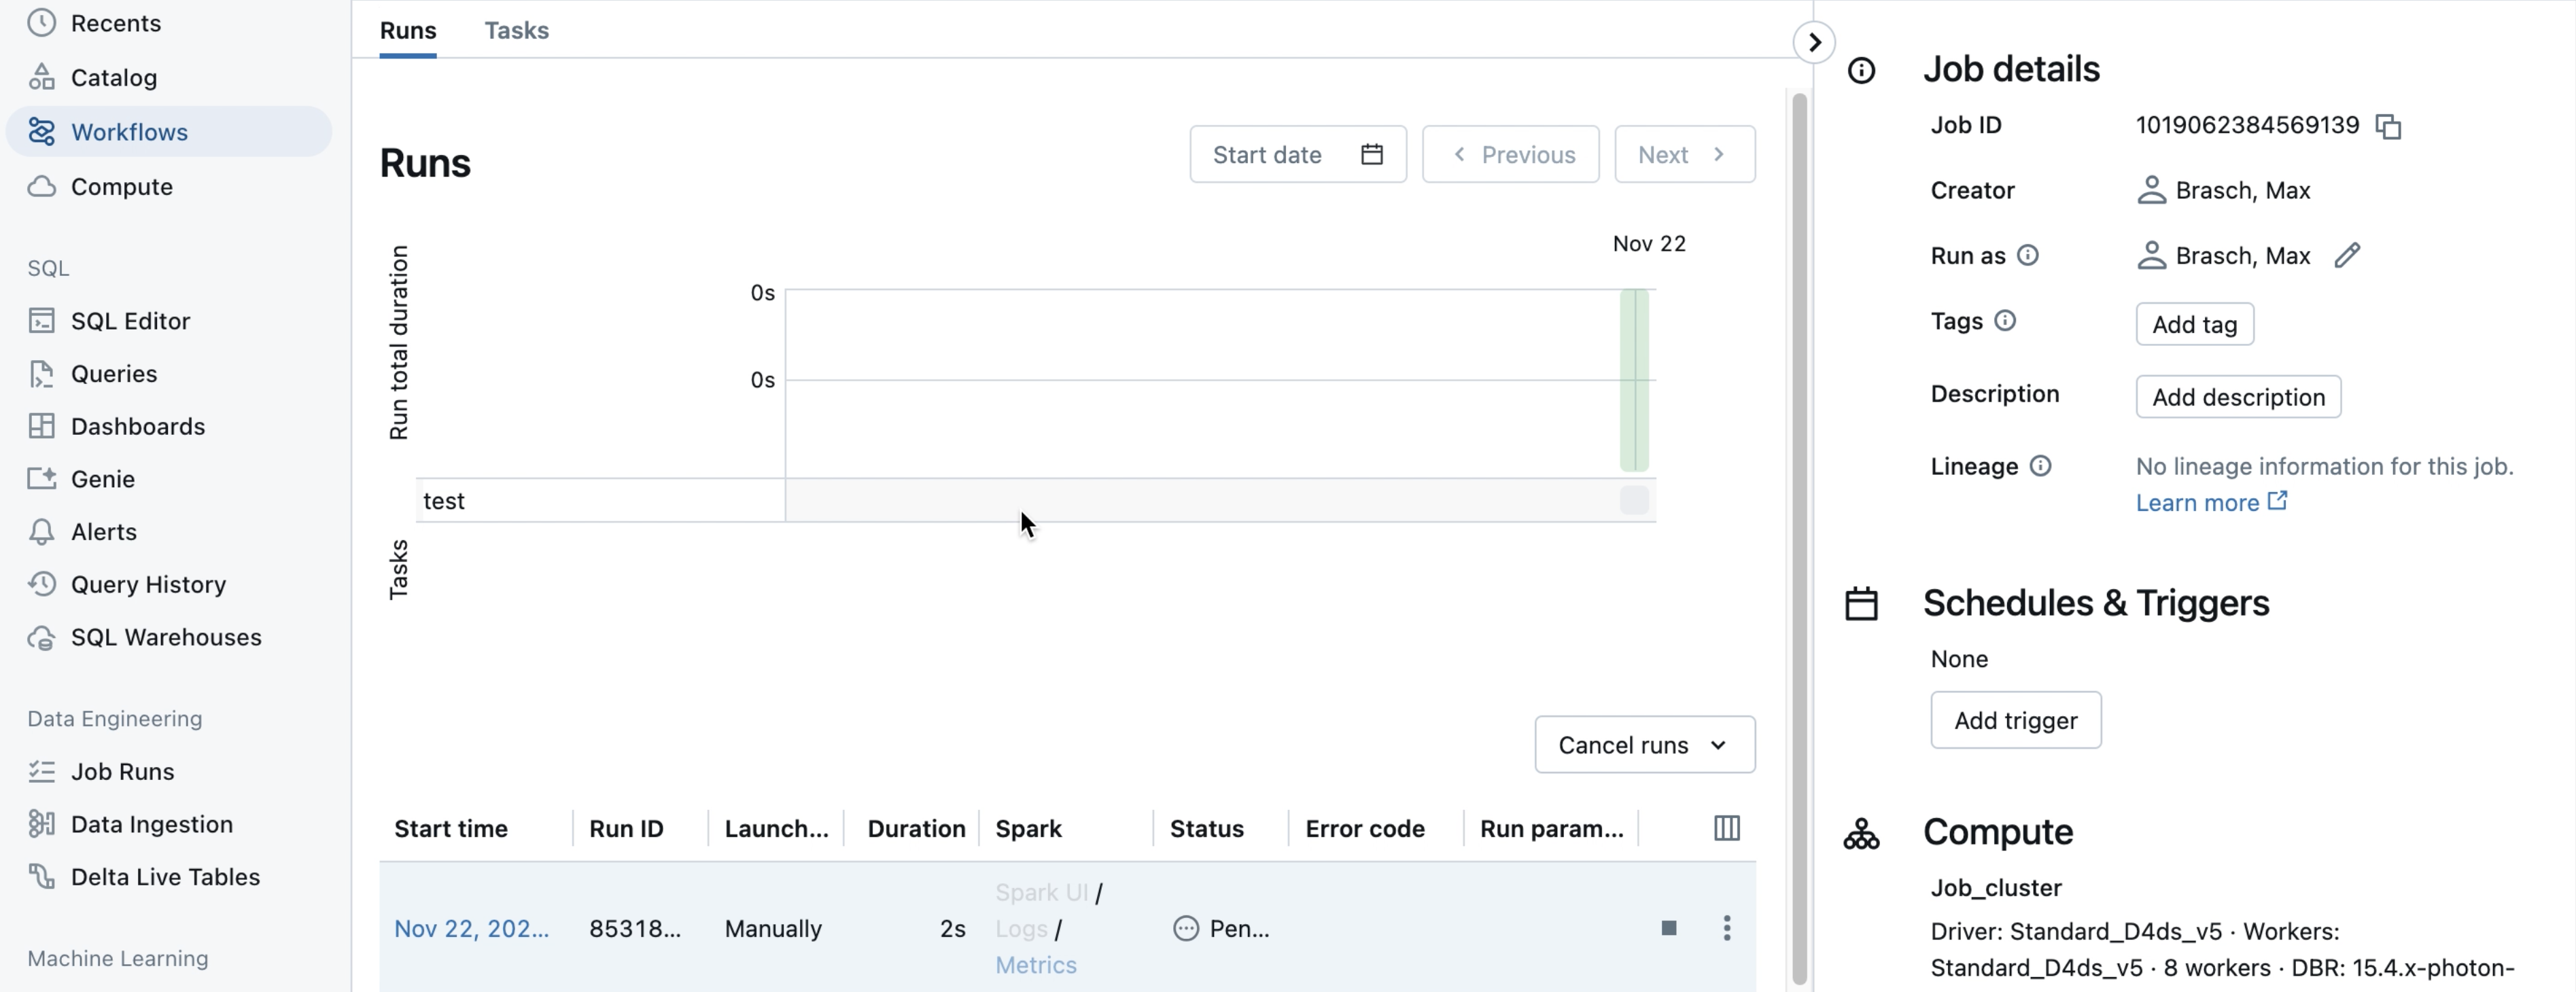 Recents
Catalog
Workflows
Compute
SQL
SQL Editor
Queries
Dashboards
Genie
Alerts
Query History
SQL Warehouses
Data Engineering
Job Runs
Data Ingestion
Delta Live Tables
Machine Learning
Runs Tasks
Runs
Start date Previous Next
Nov 22
Run total duration
0s
0s
test
Tasks
Cancel runs
Start time Run ID Launch... Duration Spark Status Error code Run param...
Nov 22, 202... 85318... Manually 2s Spark UI / Logs / Metrics Pen...
Job details
Job ID 1019062384569139
Creator Brasch, Max
Run as Brasch, Max
Tags Add tag
Description Add description
Lineage No lineage information for this job.
Learn more
Schedules & Triggers
None
Add trigger
Compute
Job_cluster
Driver: Standard_D4ds_v5 · Workers:
Standard_D4ds_v5 · 8 workers · DBR: 15.4.x-photon-